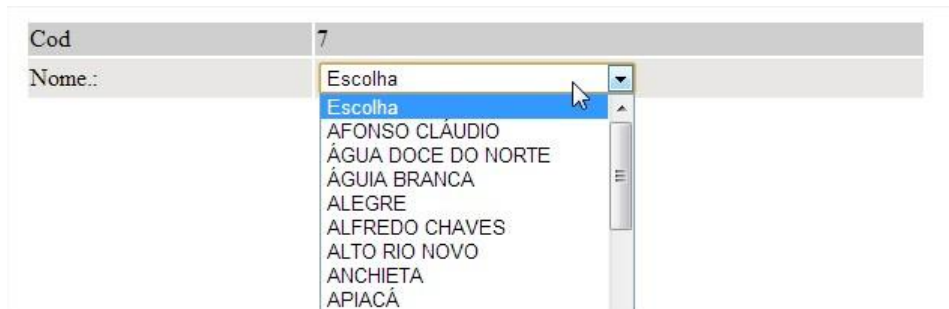 Cod 7
Nome.: Escolha
Escolha
AFONSO CLÁUDIO
ÁGUA DOCE DO NORTE
ÁGUIA BRANCA
ALEGRE
ALFREDO CHAVES
ALTO RIO NOVO
ANCHIETA
APIACÁ